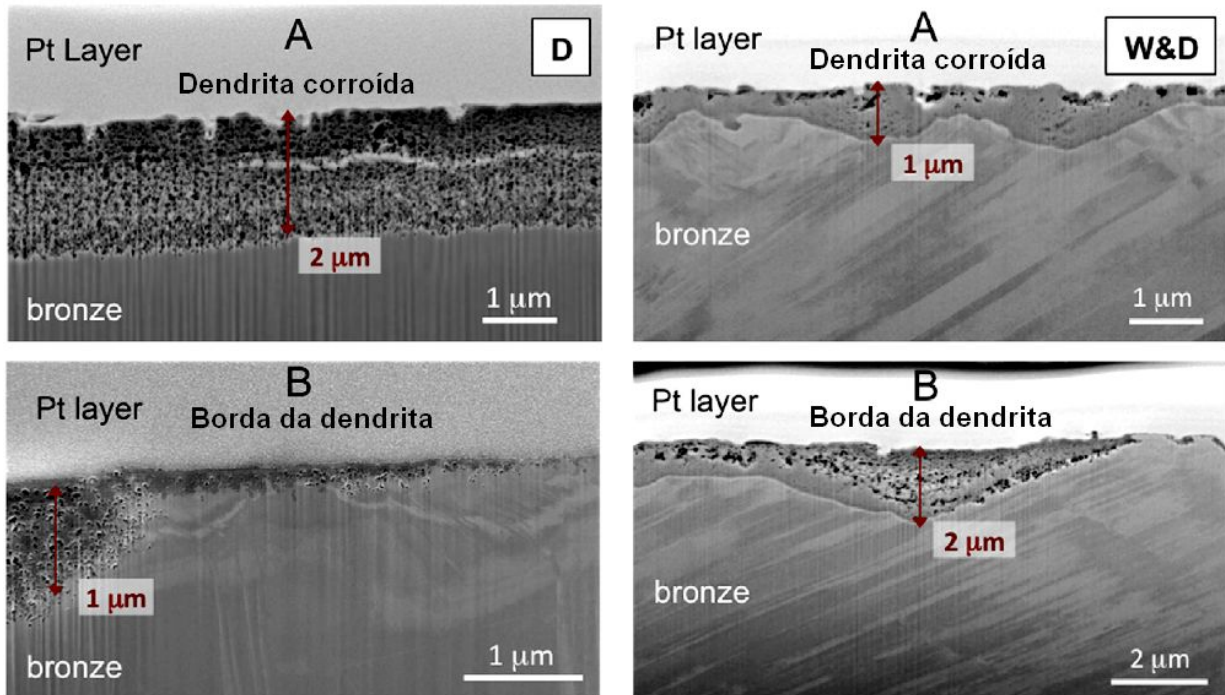 Pt Layer
A
D
Dendrita corroída
2 μm
bronze
1 μm
Pt layer
A
W&D
Dendrita corroída
1 μm
bronze
1 μm
B
Pt layer
Borda da dendrita
1 μm
bronze
1 μm
B
Pt layer
Borda da dendrita
2 μm
bronze
2 μm